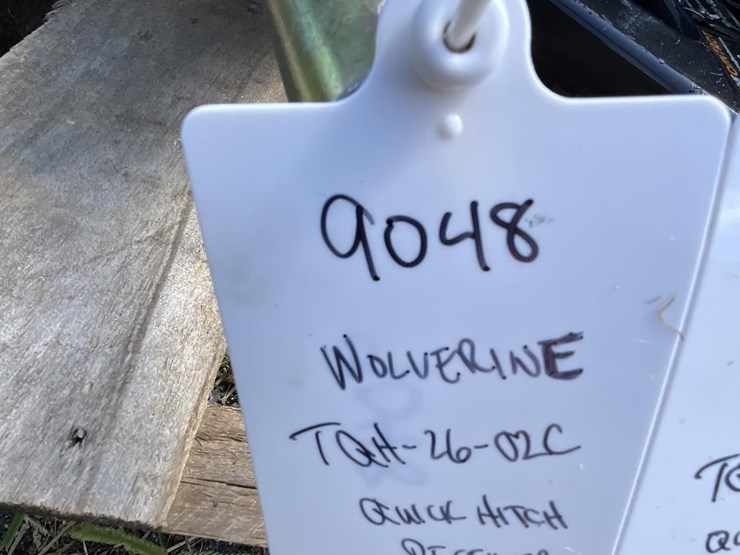 9048
WOLVERINE
TQH-26-02C
QUICK HITCH